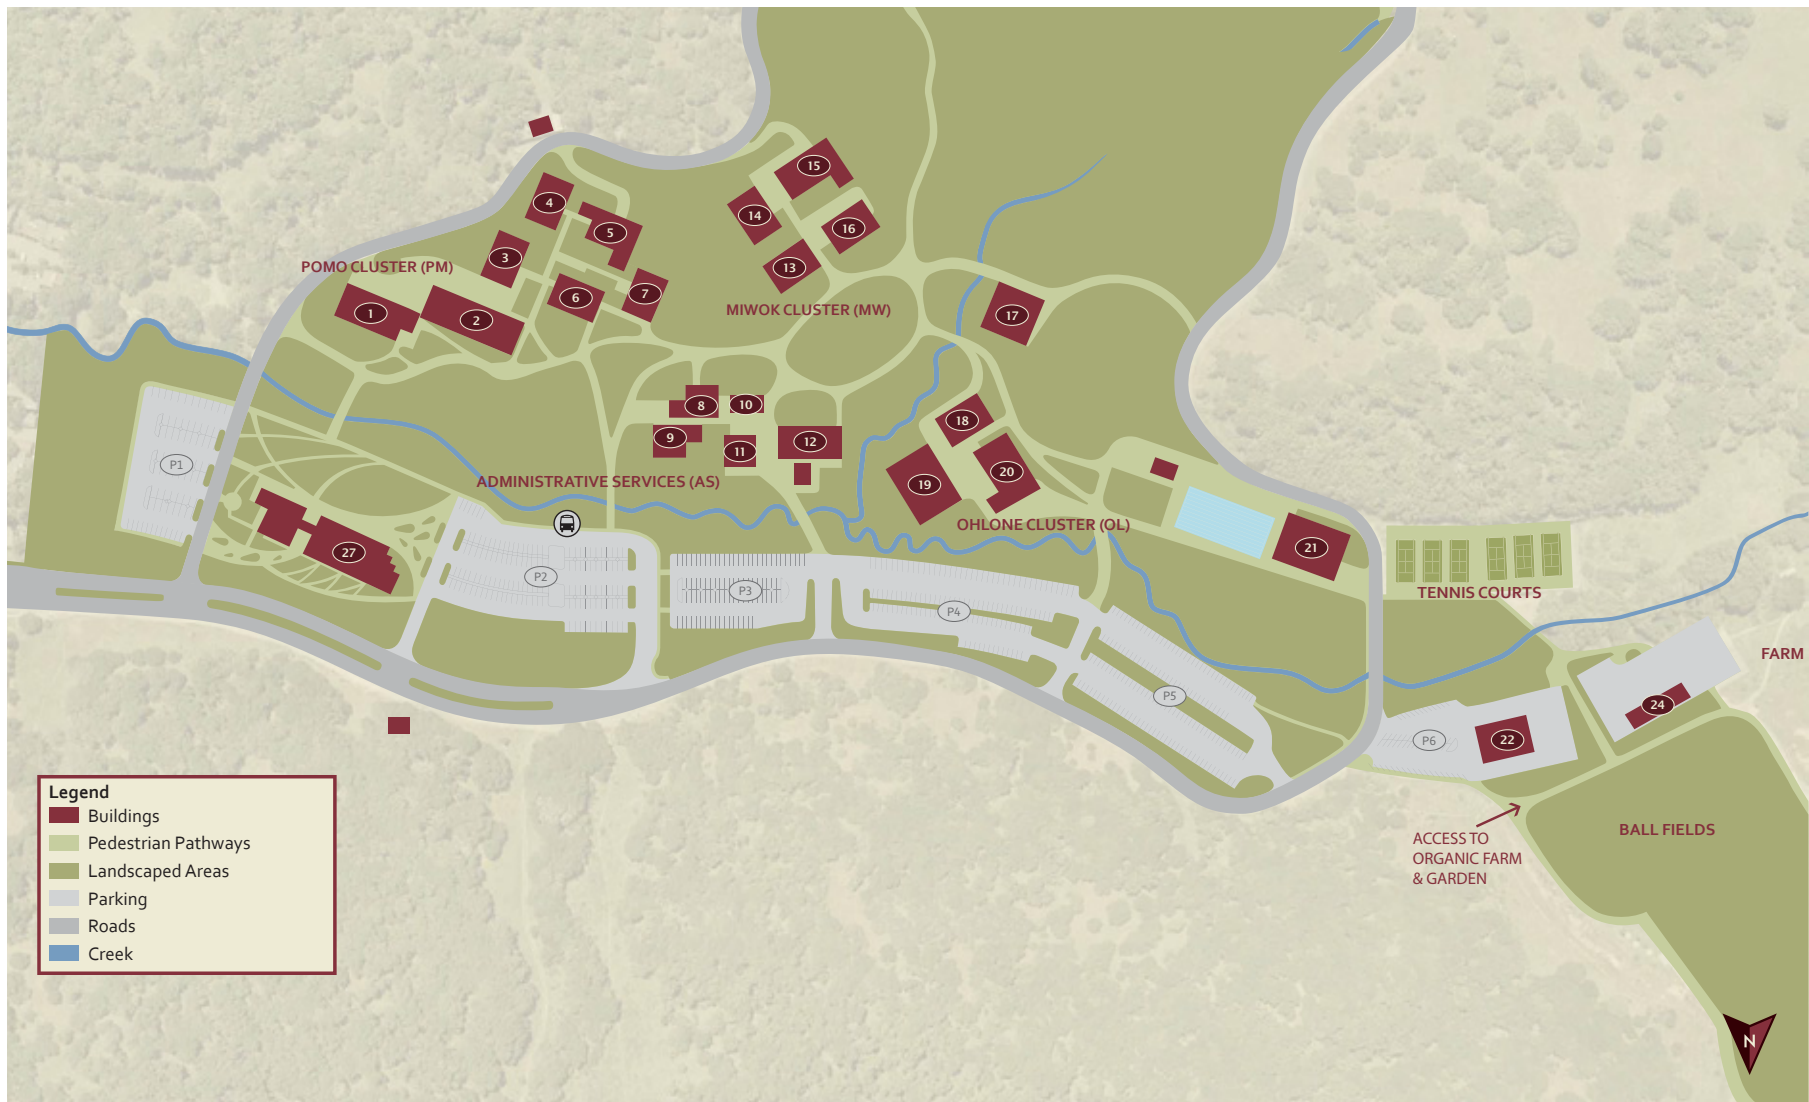 15
4
14
5
16
3
POMO CLUSTER (PM)
13
7
6
MIWOK CLUSTER (MW)
1
2
17
8
10
18
9
12
11
P1
20
ADMINISTRATIVE SERVICES (AS)
19
OHLONE CLUSTER (OL)
27
21
P2
P3
TENNIS COURTS
P4
FARM
P5
24
P6
22
Legend
Buildings
Pedestrian Pathways
Landscaped Areas
Parking
Roads
Creek
BALL FIELDS
ACCESS TO
ORGANIC FARM
& GARDEN
N